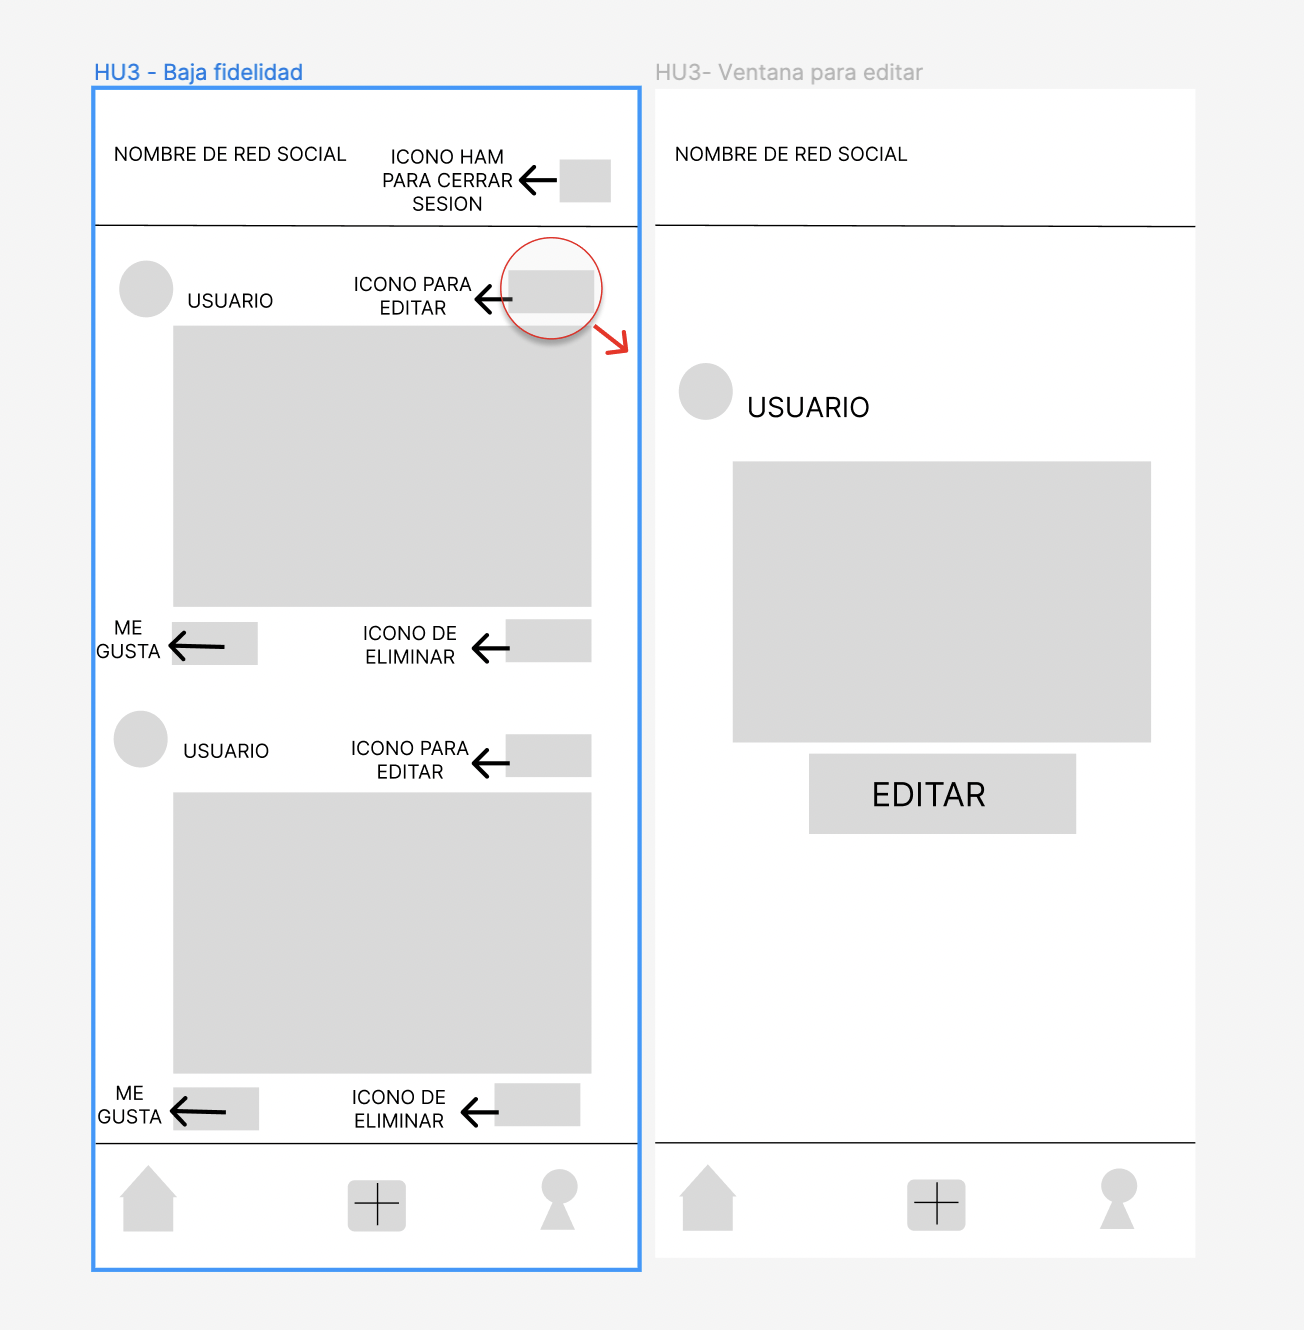 HU3 - Baja fidelidad
NOMBRE DE RED SOCIAL
ICONO HAM
PARA CERRAR
SESION
USUARIO
ICONO PARA
EDITAR
ME
GUSTA
ICONO DE
ELIMINAR
USUARIO
ICONO PARA
EDITAR
ME
GUSTA
ICONO DE
ELIMINAR
HU3- Ventana para editar
NOMBRE DE RED SOCIAL
USUARIO
EDITAR